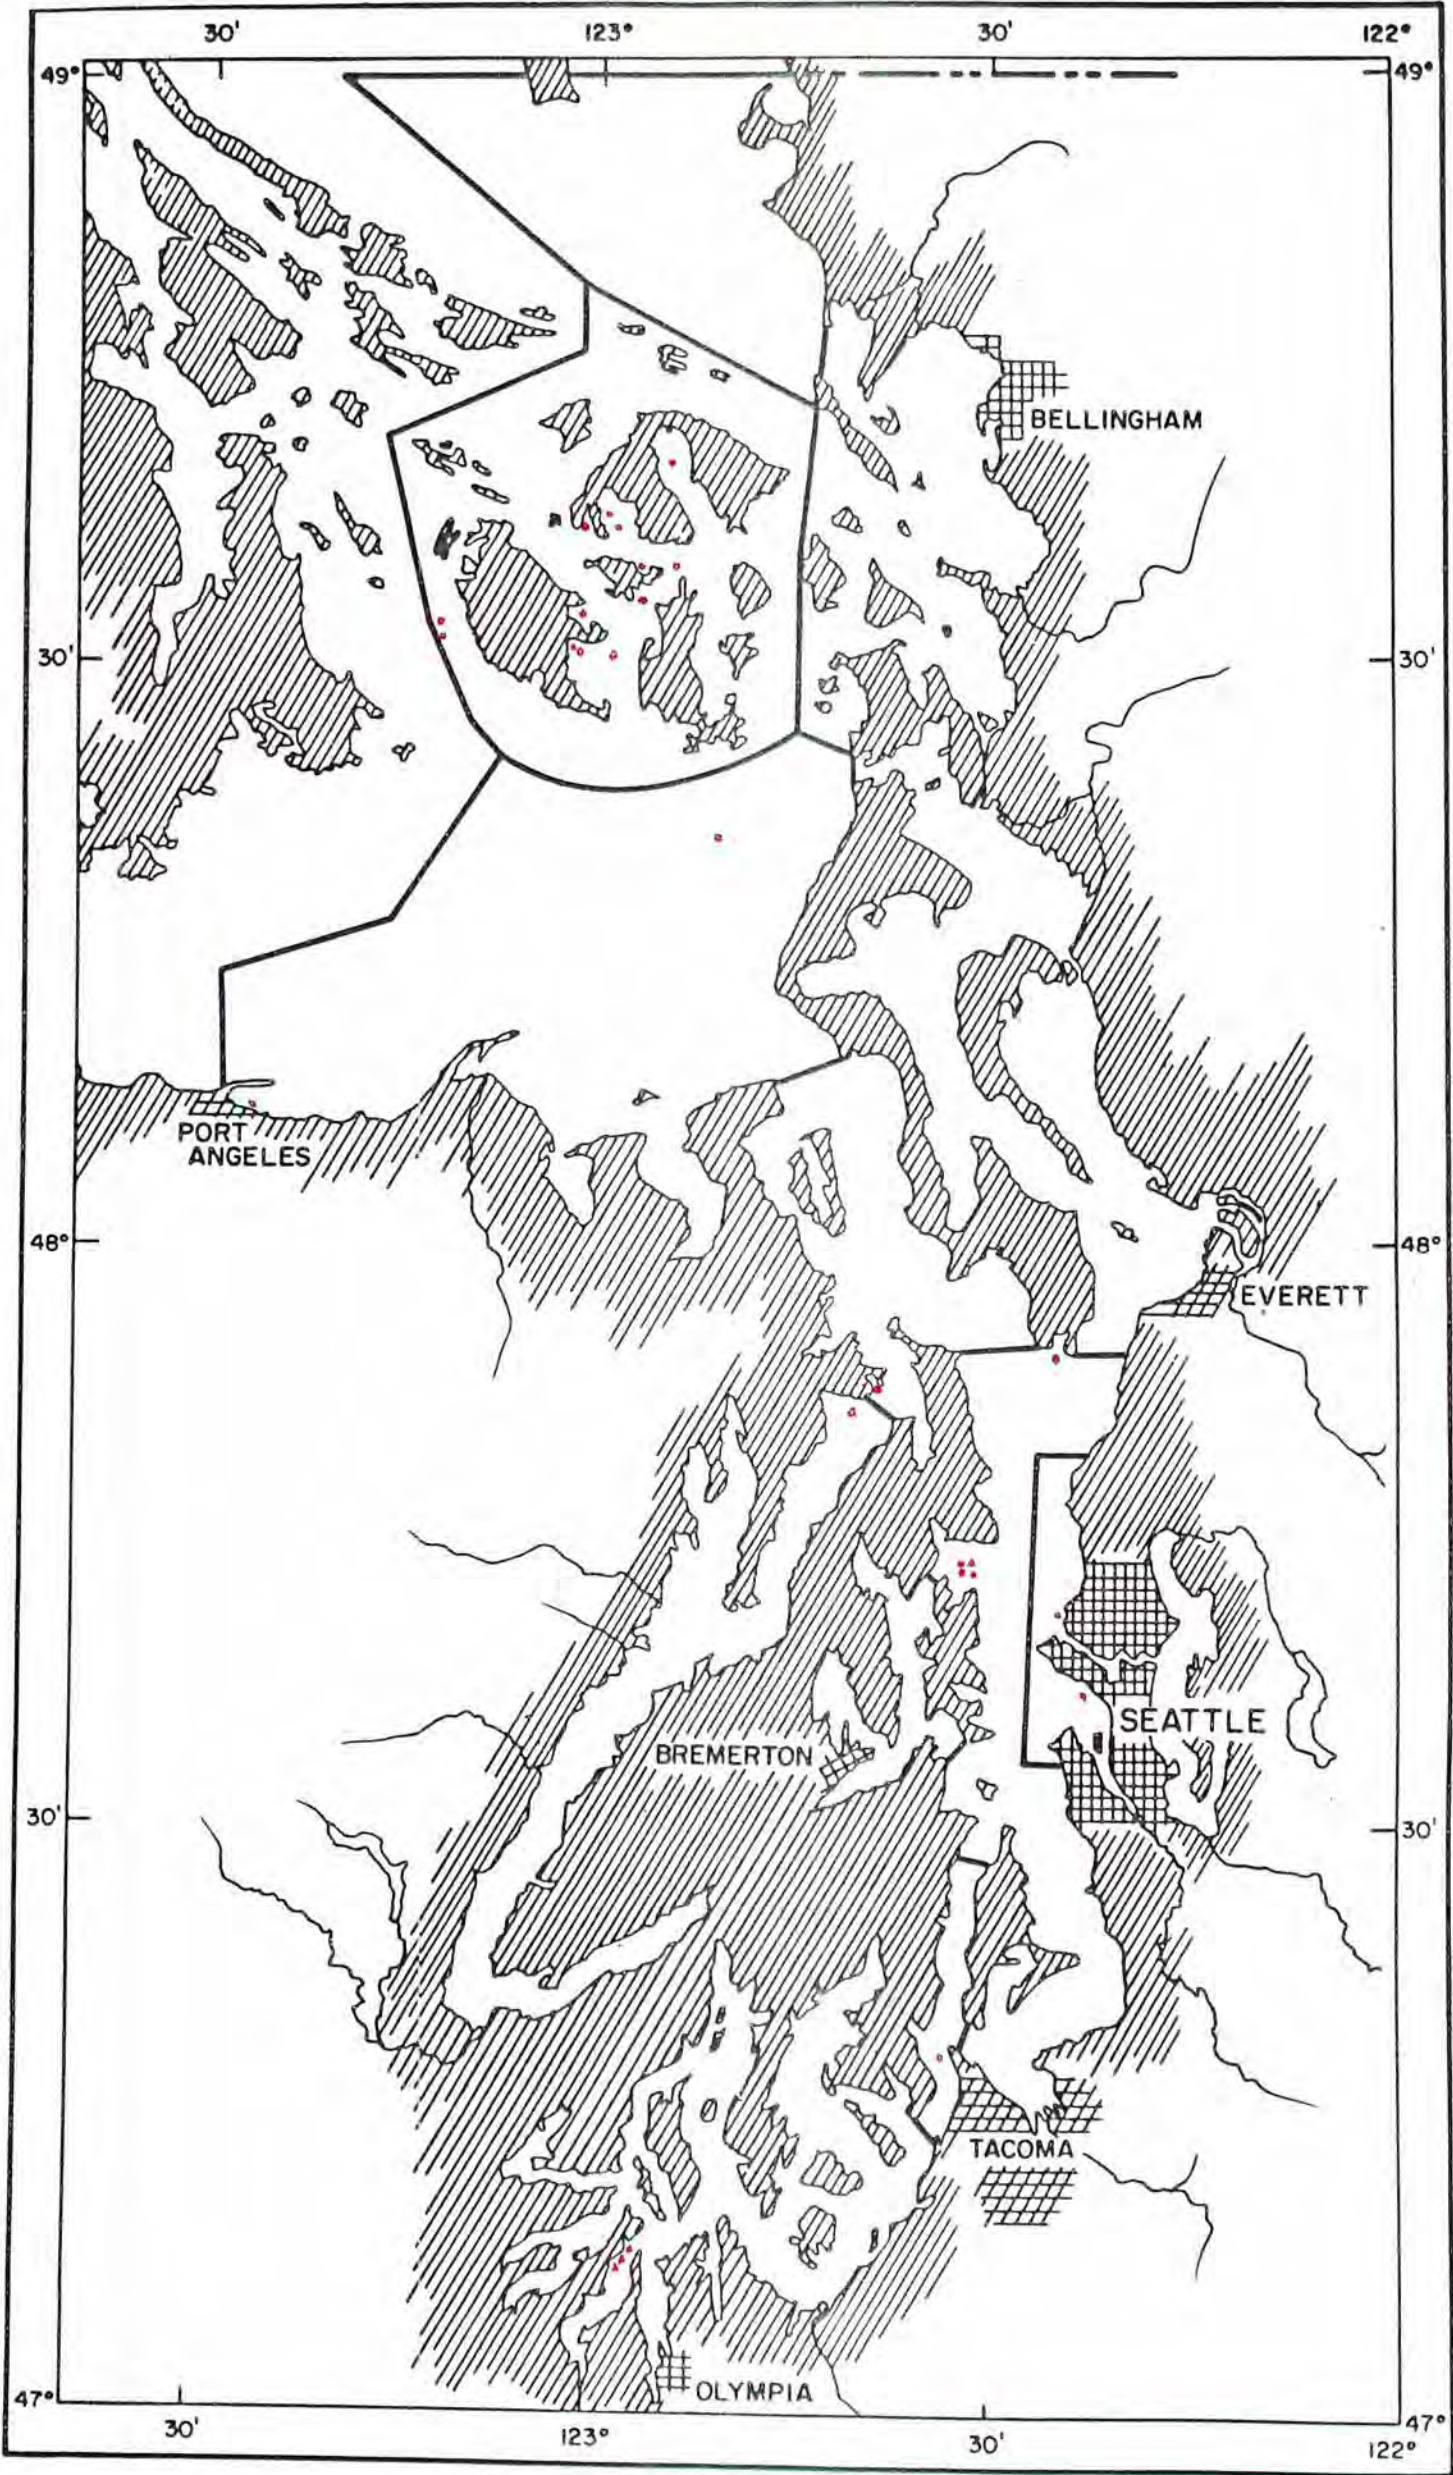 30' 123° 30' 122°
49° 49°
BELLINGHAM
30' 30'
PORT
ANGELES
48° 48°
EVERETT
SEATTLE
BREMERTON
30' 30'
TACOMA
OLYMPIA
47° 47°
30' 123° 30' 122°